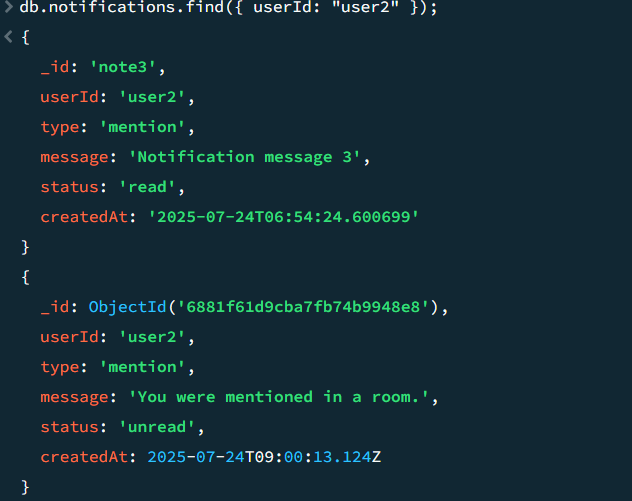 > db.notifications.find({ userId: "user2" });
< {
_id: 'note3',
userId: 'user2',
type: 'mention',
message: 'Notification message 3',
status: 'read',
createdAt: '2025-07-24T06:54:24.600699'
}
{
_id: ObjectId('6881f61d9cba7fb74b9948e8'),
userId: 'user2',
type: 'mention',
message: 'You were mentioned in a room.',
status: 'unread',
createdAt: 2025-07-24T09:00:13.124Z
}